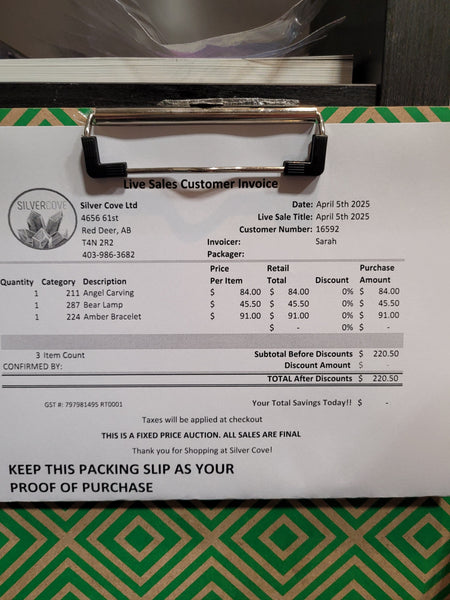 Live Sales Customer Invoice
SILVERCOVE
Silver Cove Ltd Date: April 5th 2025
4656 61st Live Sale Title: April 5th 2025
Red Deer, AB Customer Number: 16592
T4N 2R2 Invoicer: Sarah
403-986-3682 Packager:
Price Retail Purchase
Quantity Category Description Per Item Total Discount Amount
1 211 Angel Carving $ 84.00 $ 84.00 0% $ 84.00
1 287 Bear Lamp $ 45.50 $ 45.50 0% $ 45.50
1 224 Amber Bracelet $ 91.00 $ 91.00 0% $ 91.00
$ - 0% $ -
3 Item Count Subtotal Before Discounts $ 220.50
CONFIRMED BY: Discount Amount $ -
TOTAL After Discounts $ 220.50
GST #: 797981495 RT0001 Your Total Savings Today!! $ -
Taxes will be applied at checkout
THIS IS A FIXED PRICE AUCTION. ALL SALES ARE FINAL
Thank you for Shopping at Silver Cove!
KEEP THIS PACKING SLIP AS YOUR
PROOF OF PURCHASE